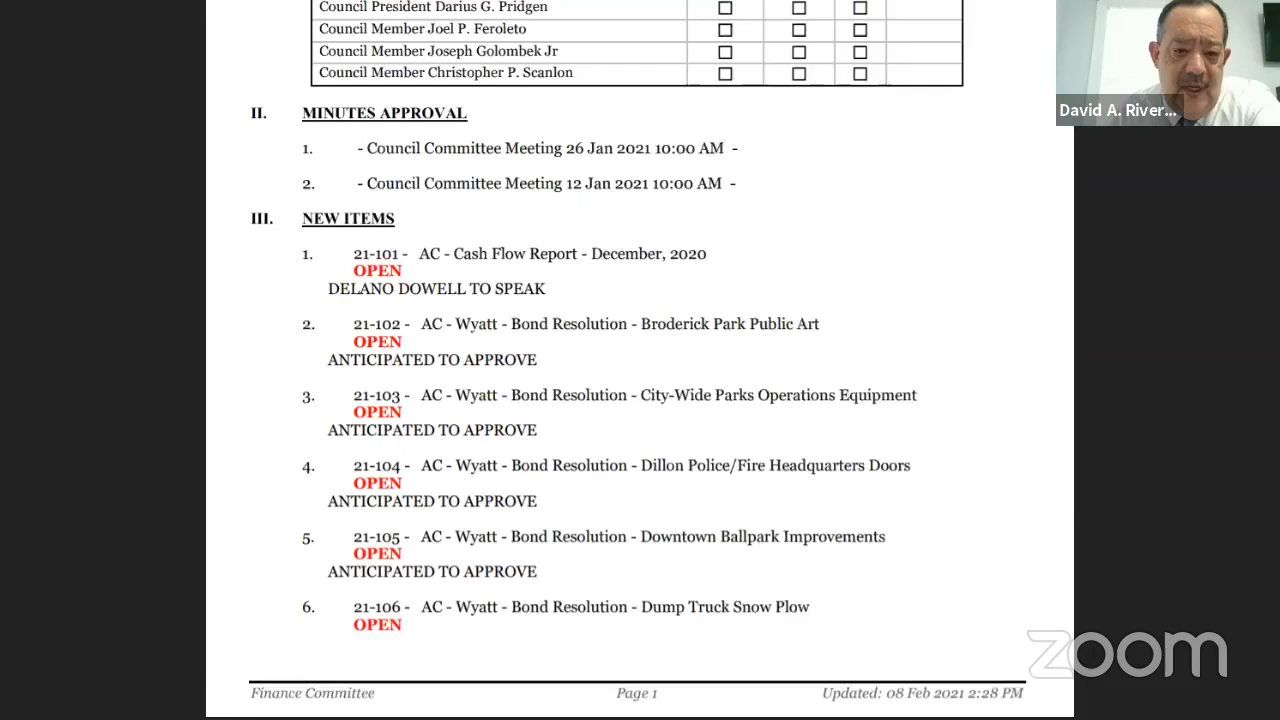 Council President Darius G. Pridgen
Council Member Joel P. Feroleto
Council Member Joseph Golombek Jr
Council Member Christopher P. Scanlon
David A. River...
II. MINUTES APPROVAL
1. - Council Committee Meeting 26 Jan 2021 10:00 AM -
2. - Council Committee Meeting 12 Jan 2021 10:00 AM -
III. NEW ITEMS
1. 21-101 - AC - Cash Flow Report - December, 2020
OPEN
DELANO DOWELL TO SPEAK
2. 21-102 - AC - Wyatt - Bond Resolution - Broderick Park Public Art
OPEN
ANTICIPATED TO APPROVE
3. 21-103 - AC - Wyatt - Bond Resolution - City-Wide Parks Operations Equipment
OPEN
ANTICIPATED TO APPROVE
4. 21-104 - AC - Wyatt - Bond Resolution - Dillon Police/Fire Headquarters Doors
OPEN
ANTICIPATED TO APPROVE
5. 21-105 - AC - Wyatt - Bond Resolution - Downtown Ballpark Improvements
OPEN
ANTICIPATED TO APPROVE
6. 21-106 - AC - Wyatt - Bond Resolution - Dump Truck Snow Plow
OPEN
zoom
Finance Committee Page 1 Updated: 08 Feb 2021 2:28 PM